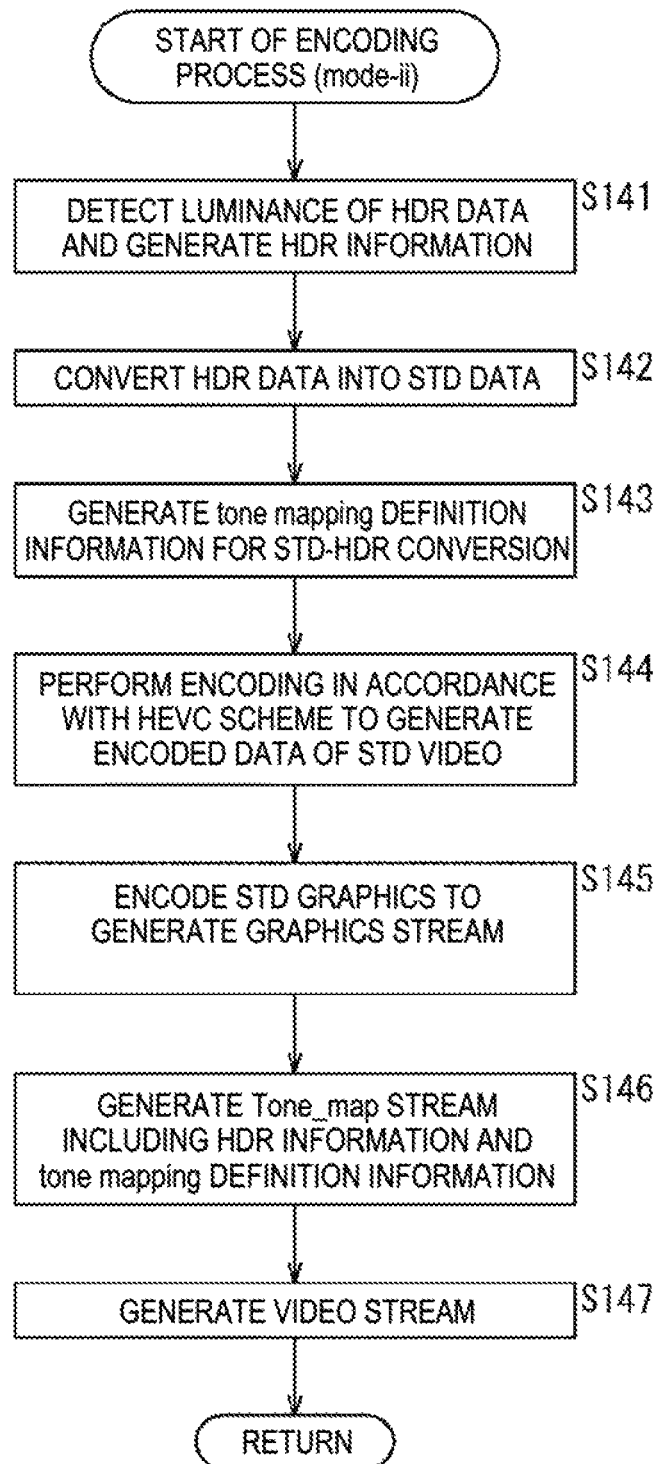 START OF ENCODING
PROCESS (mode-ii)
S141
DETECT LUMINANCE OF HDR DATA
AND GENERATE HDR INFORMATION
S142
CONVERT HDR DATA INTO STD DATA
S143
GENERATE tone mapping DEFINITION
INFORMATION FOR STD-HDR CONVERSION
S144
PERFORM ENCODING IN ACCORDANCE
WITH HEVC SCHEME TO GENERATE
ENCODED DATA OF STD VIDEO
S145
ENCODE STD GRAPHICS TO
GENERATE GRAPHICS STREAM
S146
GENERATE Tone_map STREAM
INCLUDING HDR INFORMATION AND
tone mapping DEFINITION INFORMATION
S147
GENERATE VIDEO STREAM
RETURN